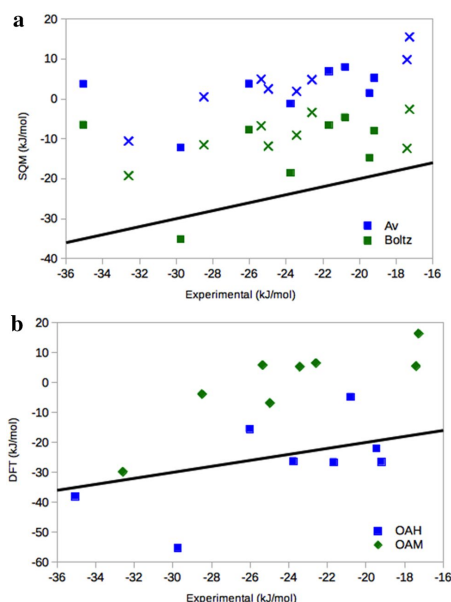 a
20
10
0
-10
-20
-30
-40
SQM (kJ/mol)
Av
Boltz
-36 -34 -32 -30 -28 -26 -24 -22 -20 -18 -16
Experimental (kJ/mol)
b
20
10
0
-10
-20
-30
-40
-50
-60
DFT (kJ/mol)
OAH
OAM
-36 -34 -32 -30 -28 -26 -24 -22 -20 -18 -16
Experimental (kJ/mol)